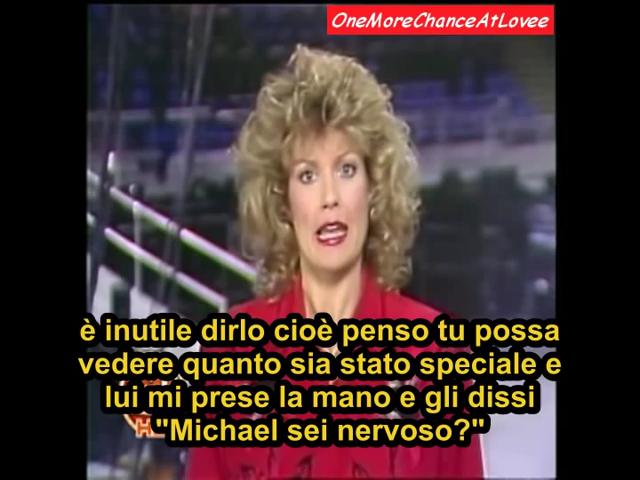 OneMoreChanceAtLovee
è inutile dirlo cioè penso tu possa
vedere quanto sia stato speciale e
lui mi prese la mano e gli dissi
"Michael sei nervoso?"